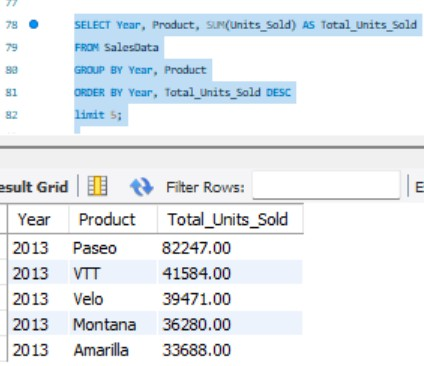 77
78 SELECT Year, Product, SUM(Units_Sold) AS Total_Units_Sold
79 FROM SalesData
80 GROUP BY Year, Product
81 ORDER BY Year, Total_Units_Sold DESC
82 limit 5;
esult Grid Filter Rows: E
Year Product Total_Units_Sold
2013 Paseo 82247.00
2013 VTT 41584.00
2013 Velo 39471.00
2013 Montana 36280.00
2013 Amarilla 33688.00